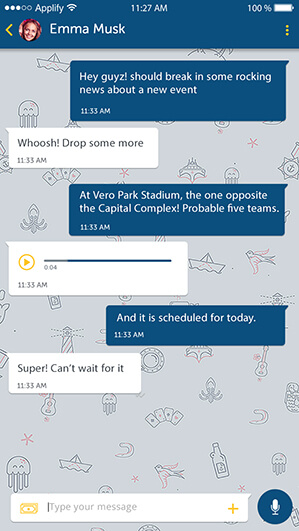 Applify 11:27 AM 100 %
Emma Musk
Hey guyz! should break in some rocking
news about a new event
11:33 AM
Whoosh! Drop some more
11:33 AM
At Vero Park Stadium, the one opposite
the Capital Complex! Probable five teams.
11:33 AM
0:04
11:33 AM
And it is scheduled for today.
11:33 AM
Super! Can't wait for it
11:33 AM
Type your message